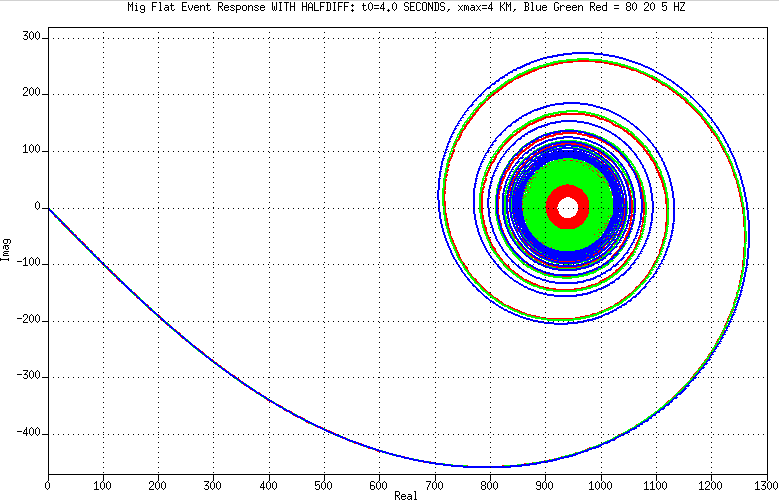 Mig Flat Event Response WITH HALFDIFF: t0=4.0 SECONDS, xmax=4 KM, Blue Green Red = 80 20 5 HZ
300
200
100
0
-100
-200
-300
-400
Imag
0 100 200 300 400 500 600 700 800 900 1000 1100 1200 1300
Real